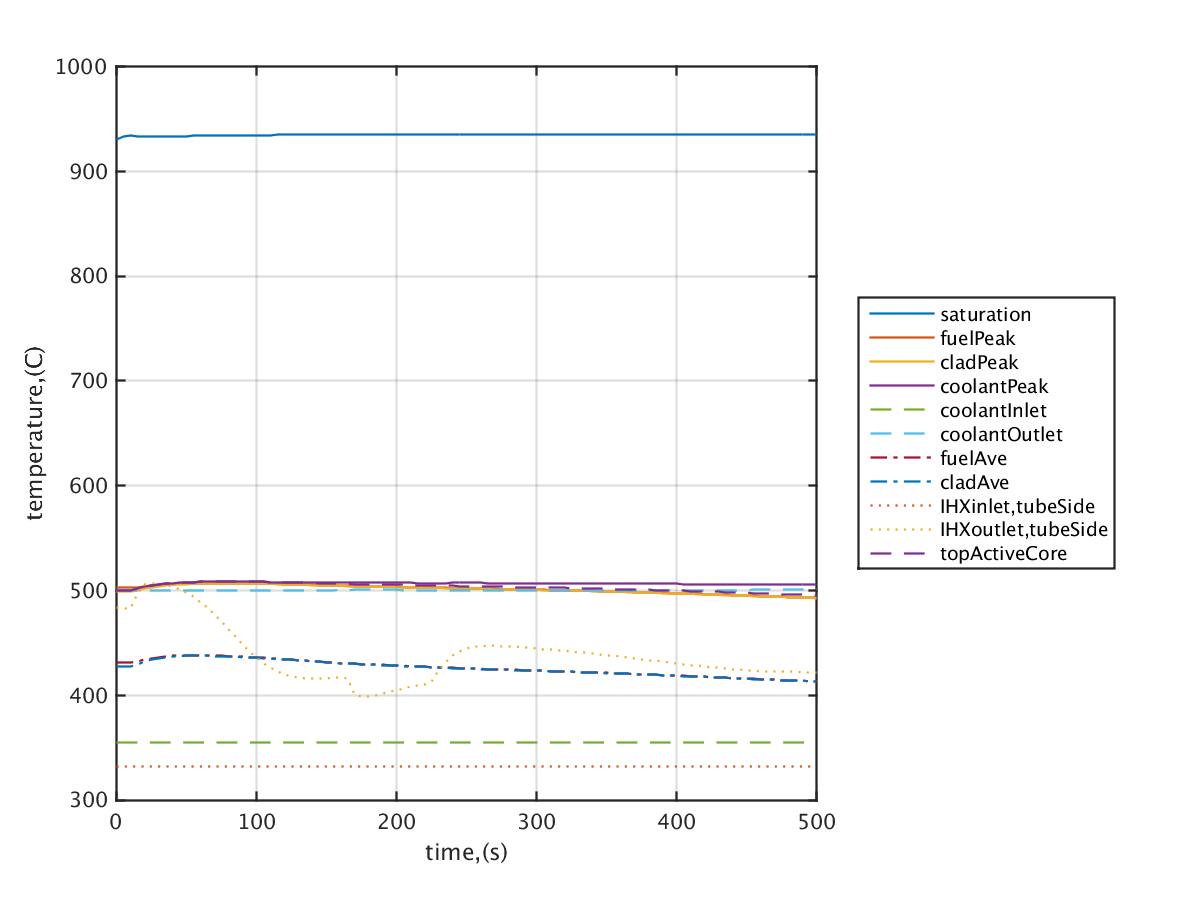 1000
900
800
700
600
500
400
300
temperature,(C)
0 100 200 300 400 500
time,(s)
saturation
fuelPeak
cladPeak
coolantPeak
coolantInlet
coolantOutlet
fuelAve
cladAve
IHXinlet,tubeSide
IHXoutlet,tubeSide
topActiveCore